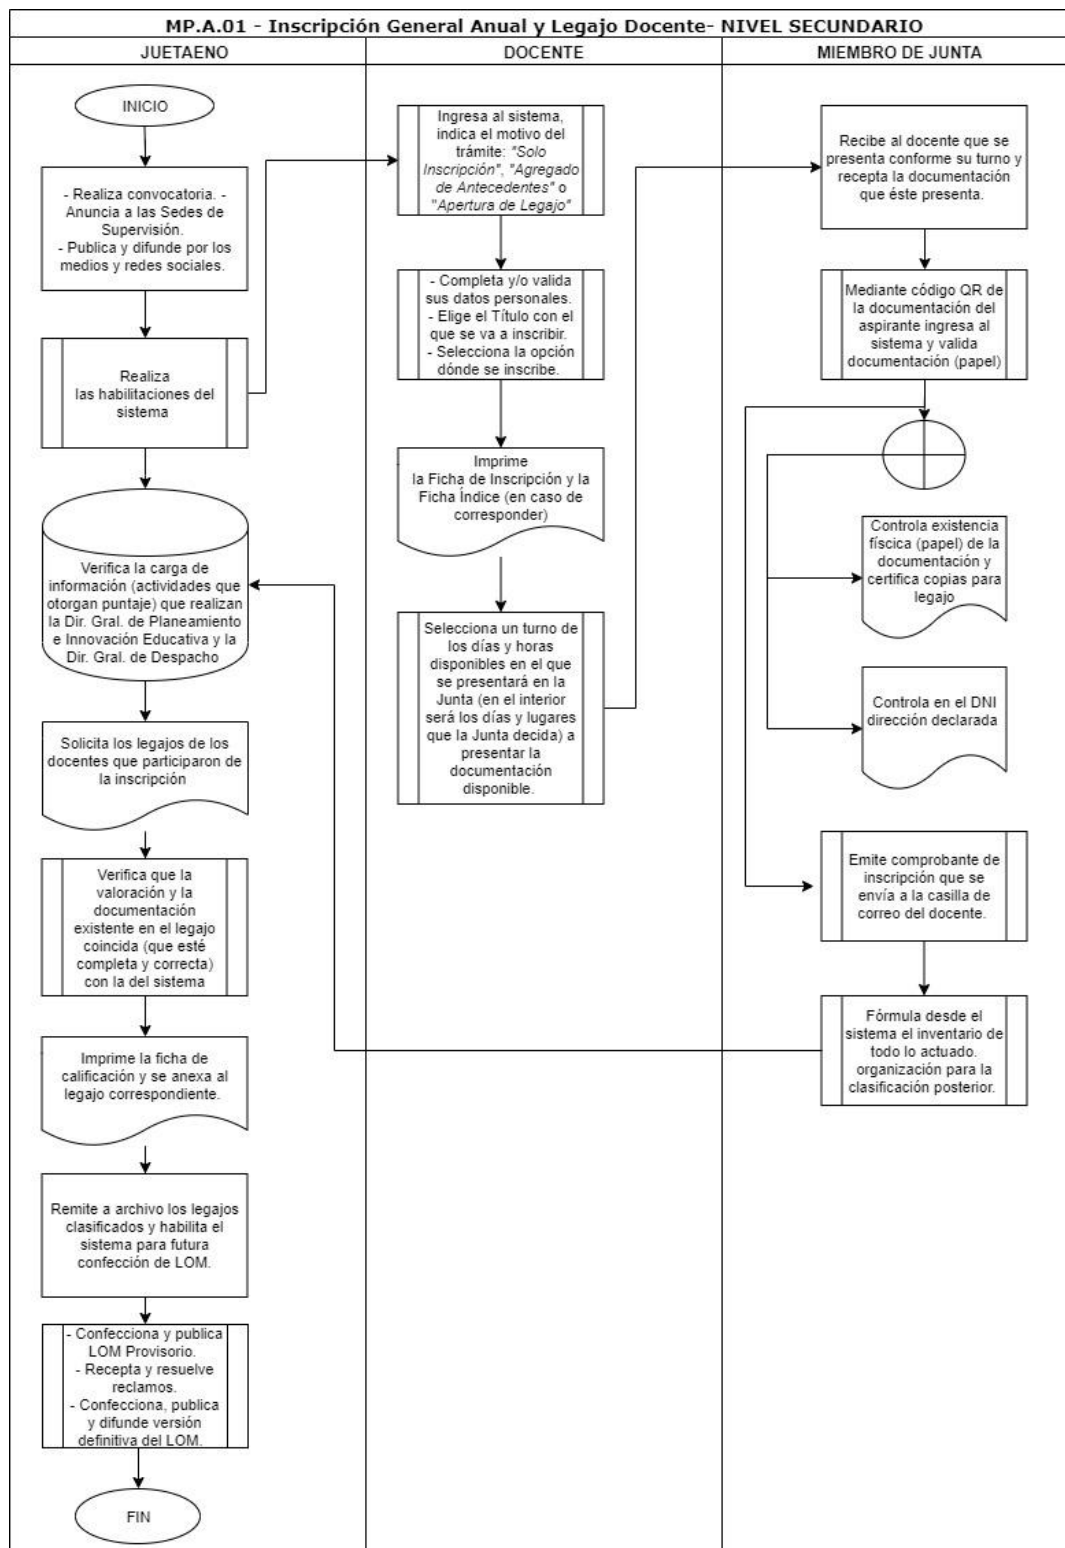 MP.A.01 - Inscripción General Anual y Legajo Docente- NIVEL SECUNDARIO
JUETAENO
DOCENTE
MIEMBRO DE JUNTA
INICIO
- Realiza convocatoria. -
Anuncia a las Sedes de
Supervisión.
- Publica y difunde por los
medios y redes sociales.
Realiza
las habilitaciones del
sistema
Verifica la carga de
información (actividades que
otorgan puntaje) que realizan
la Dir. Gral. de Planeamiento
e Innovación Educativa y la
Dir. Gral. de Despacho
Solicita los legajos de los
docentes que participaron de
la inscripción
Verifica que la
valoración y la
documentación
existente en el legajo
coincida (que esté
completa y correcta)
con la del sistema
Imprime la ficha de
calificación y se anexa al
legajo correspondiente.
Remite a archivo los legajos
clasificados y habilita el
sistema para futura
confección de LOM.
- Confecciona y publica
LOM Provisorio.
- Recepta y resuelve
reclamos.
- Confecciona, publica
y difunde versión
definitiva del LOM.
FIN
Ingresa al sistema,
indica el motivo del
trámite: "Solo
Inscripción", "Agregado
de Antecedentes" o
"Apertura de Legajo"
- Completa y/o valida
sus datos personales.
- Elige el Título con el
que se va a inscribir.
- Selecciona la opción
dónde se inscribe.
Imprime
la Ficha de Inscripción y la
Ficha Índice (en caso de
corresponder)
Selecciona un turno de
los días y horas
disponibles en el que
se presentará en la
Junta (en el interior
será los días y lugares
que la Junta decida) a
presentar la
documentación
disponible.
Recibe al docente que se
presenta conforme su turno y
recepta la documentación
que éste presenta.
Mediante código QR de
la documentación del
aspirante ingresa al
sistema y valida
documentación (papel)
Controla existencia
físcica (papel) de la
documentación y
certifica copias para
legajo
Controla en el DNI
dirección declarada
Emite comprobante de
inscripción que se
envía a la casilla de
correo del docente.
Fórmula desde el
sistema el inventario de
todo lo actuado.
organización para la
clasificación posterior.